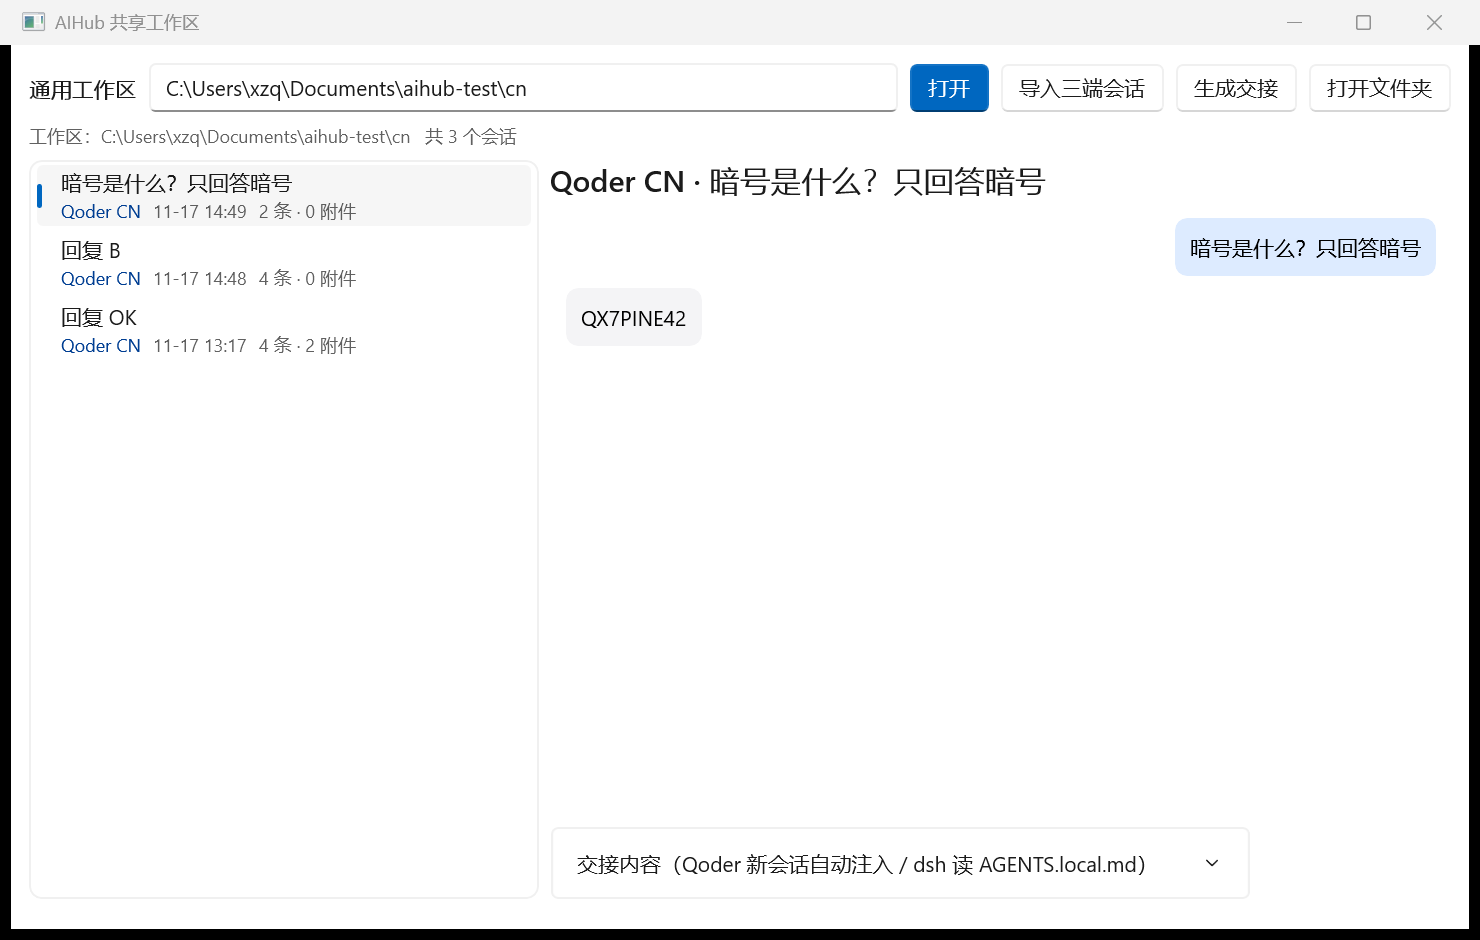 AIHub 共享工作区
通用工作区 C:\Users\xzq\Documents\aihub-test\cn 打开 导入三端会话 生成交接 打开文件夹
工作区：C:\Users\xzq\Documents\aihub-test\cn 共 3 个会话
暗号是什么？只回答暗号
Qoder CN 11-17 14:49 2 条 · 0 附件
回复 B
Qoder CN 11-17 14:48 4 条 · 0 附件
回复 OK
Qoder CN 11-17 13:17 4 条 · 2 附件
Qoder CN · 暗号是什么？只回答暗号
暗号是什么？只回答暗号
QX7PINE42
交接内容（Qoder 新会话自动注入 / dsh 读 AGENTS.local.md）